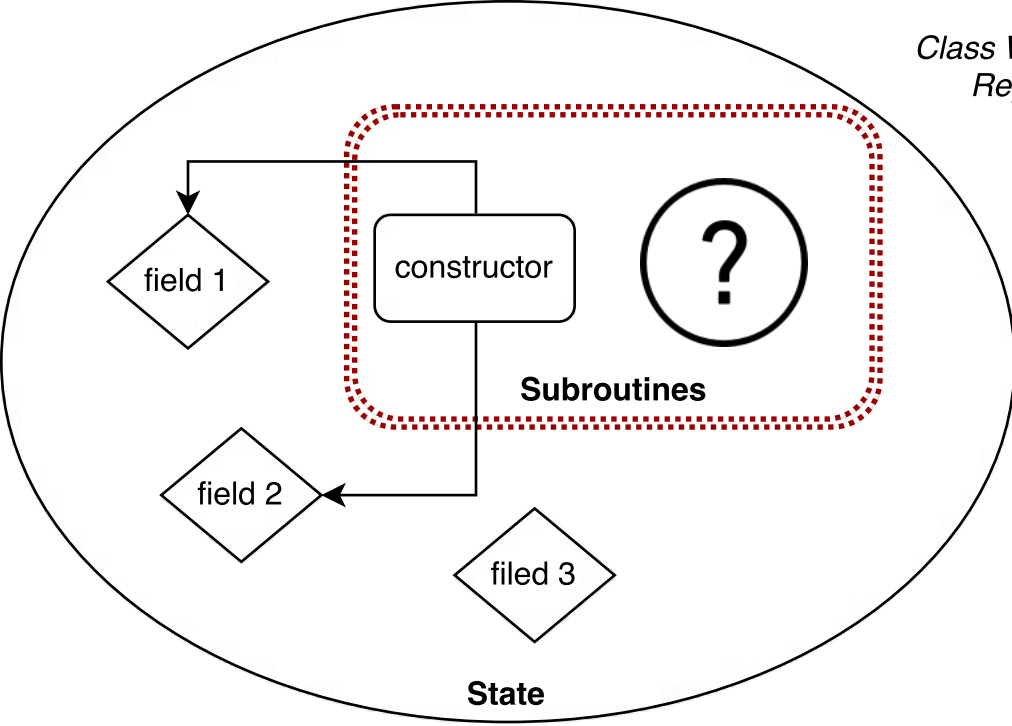 Class
field 1
constructor
?
Subroutines
field 2
filed 3
State